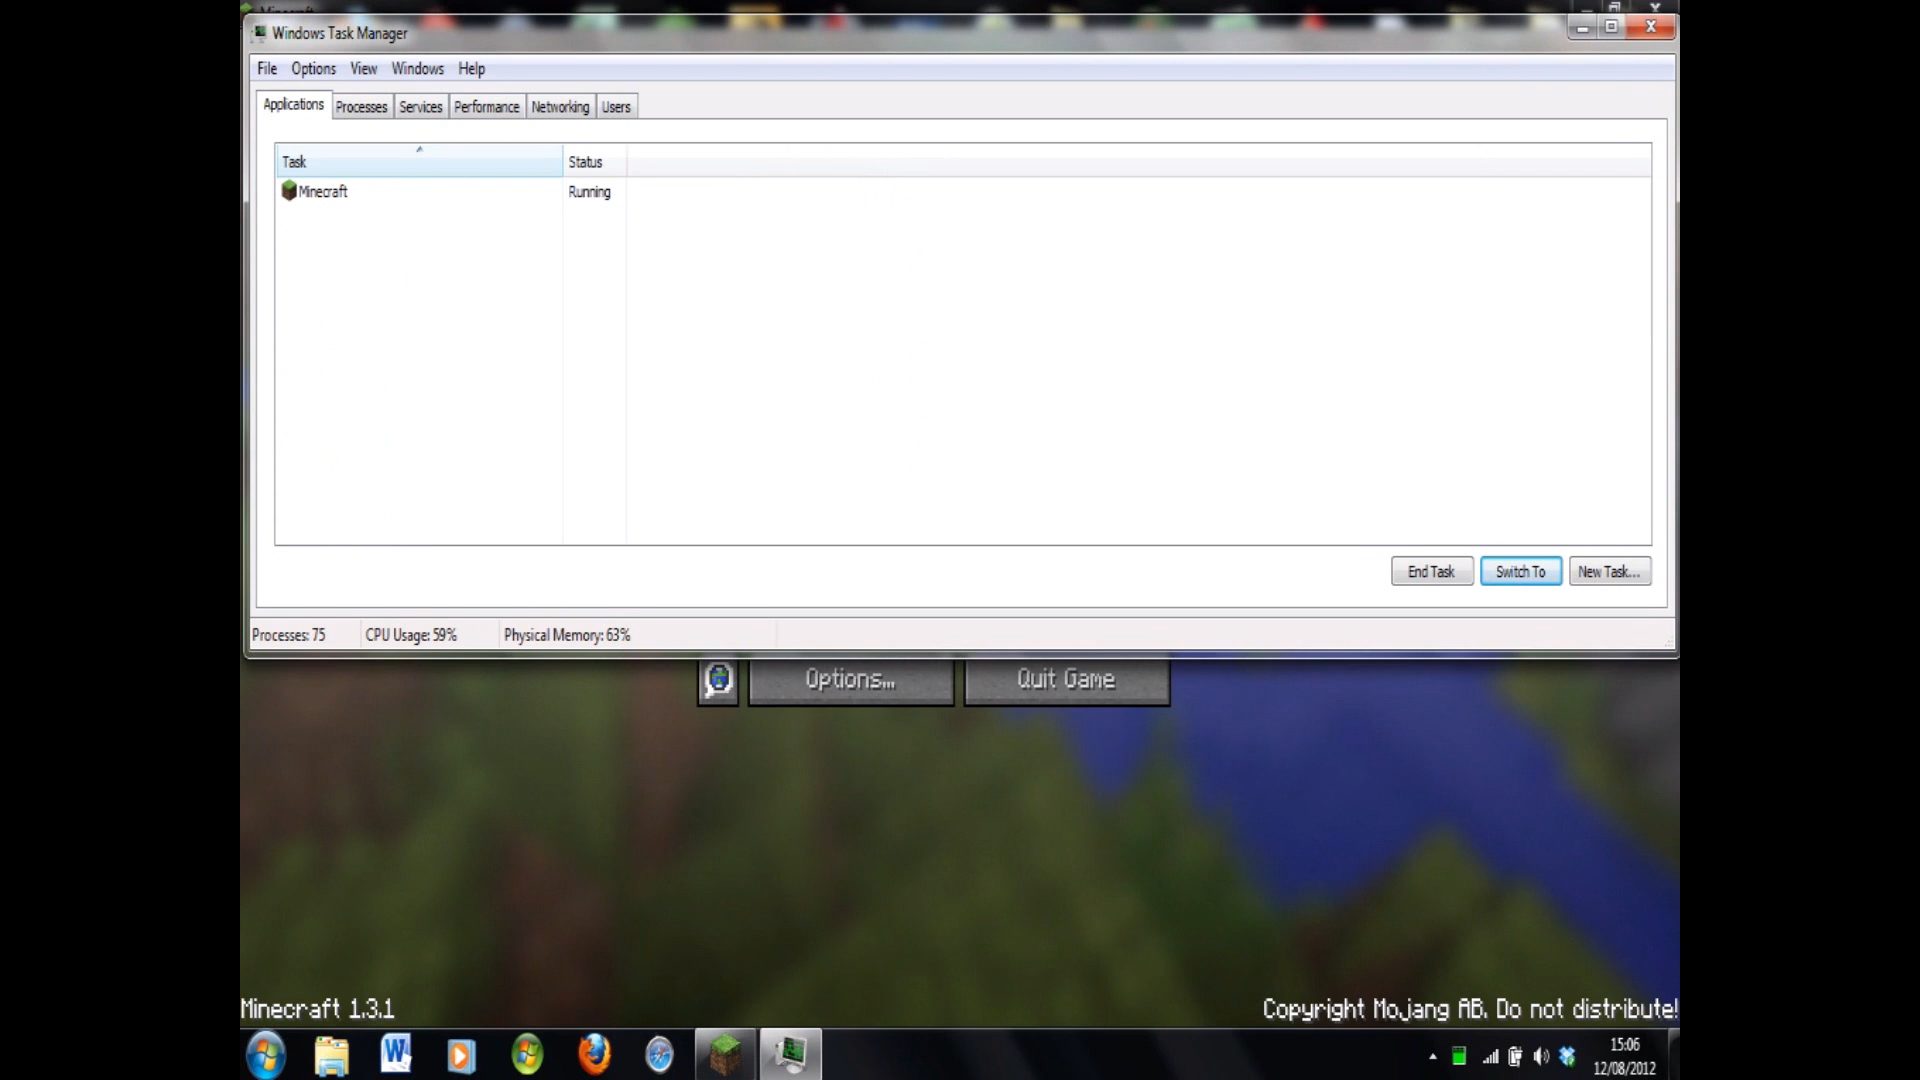 Minecraft
Windows Task Manager
File Options View Windows Help
Applications Processes Services Performance Networking Users
Task Status
Minecraft Running
End Task Switch To New Task...
Processes: 75 CPU Usage: 59% Physical Memory: 63%
Options... Quit Game
Minecraft 1.3.1
Copyright Mojang AB. Do not distribute!
15:06
12/08/2012